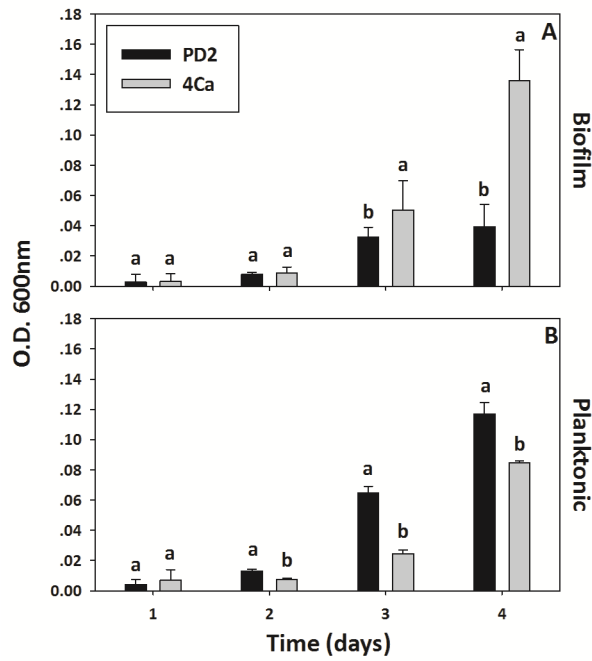 .18
A
PD2
4Ca
.16
.14
.12
.10
.08
.06
.04
.02
0.00
a a a a b a b a
Biofilm
O.D. 600nm
.18
B
.16
.14
.12
.10
.08
.06
.04
.02
0.00
a a a b a b a b
Planktonic
1 2 3 4
Time (days)